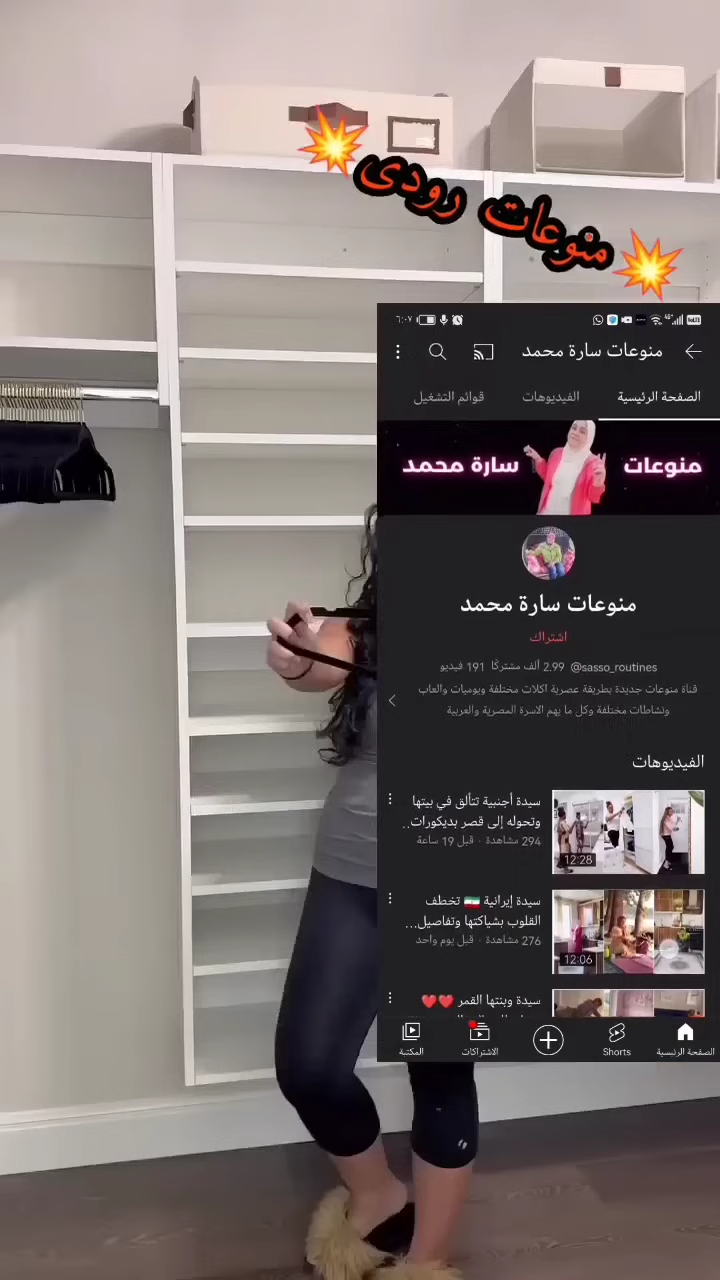 منوعات رودى
٦:٠٧
منوعات سارة محمد
الصفحة الرئيسية
الفيديوهات
قوائم التشغيل
منوعات سارة محمد
منوعات سارة محمد
اشتراك
@sasso_routines 2.99 ألف مشتركًا 191 فيديو
قناة منوعات جديدة بطريقة عصرية اكلات مختلفة ويوميات والعاب
ونشاطات مختلفة وكل ما يهم الاسرة المصرية والعربية
الفيديوهات
سيدة أجنبية تتألق في بيتها
وتحوله إلى قصر بديكورات..
294 مشاهدة · قبل 19 ساعة
12:28
سيدة إيرانية 🇮🇷 تخطف
القلوب بشياكتها وتفاصيل...
276 مشاهدة · قبل يوم واحد
12:06
سيدة وبنتها القمر ❤️❤️
الصفحة الرئيسية
Shorts
الاشتراكات
المكتبة